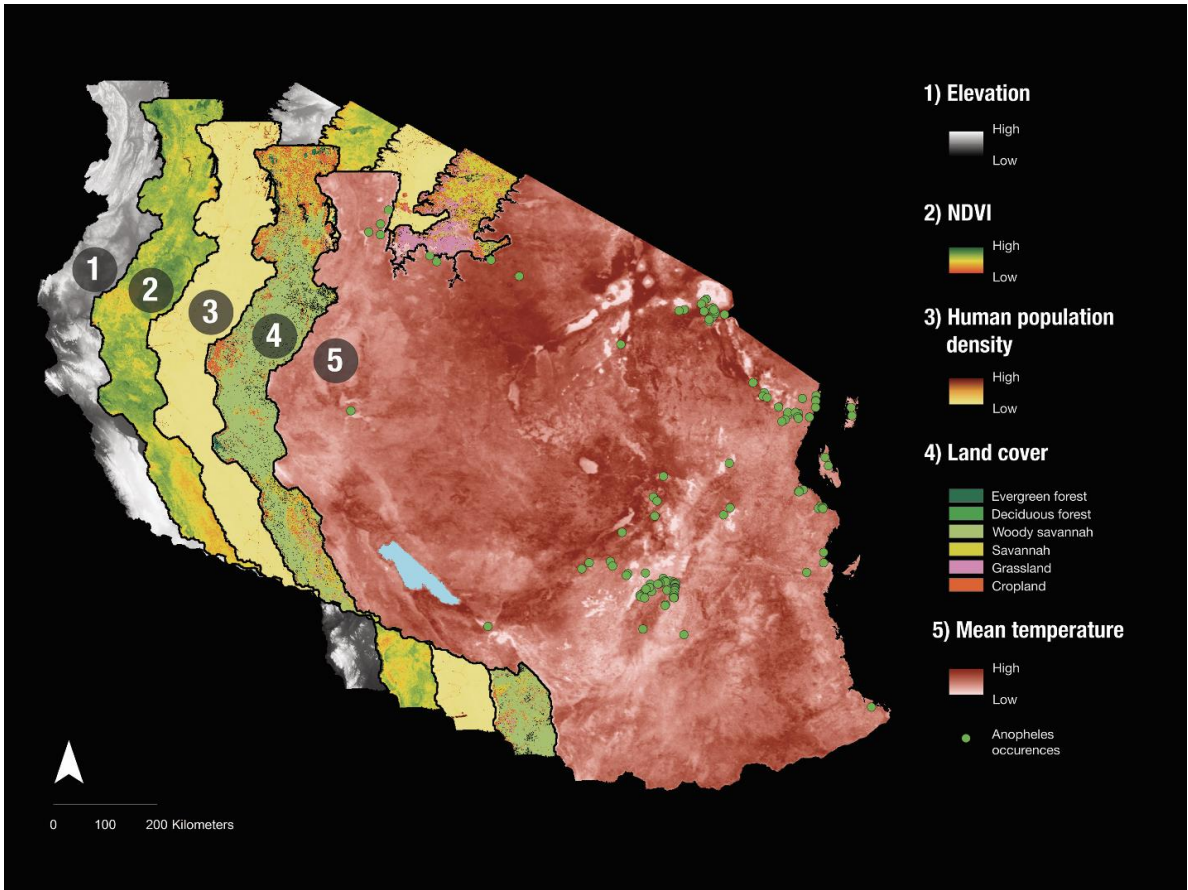 1) Elevation
High
Low
2) NDVI
High
Low
3) Human population
density
High
Low
4) Land cover
Evergreen forest
Deciduous forest
Woody savannah
Savannah
Grassland
Cropland
5) Mean temperature
High
Low
Anopheles
occurences
1
2
3
4
5
0 100 200 Kilometers